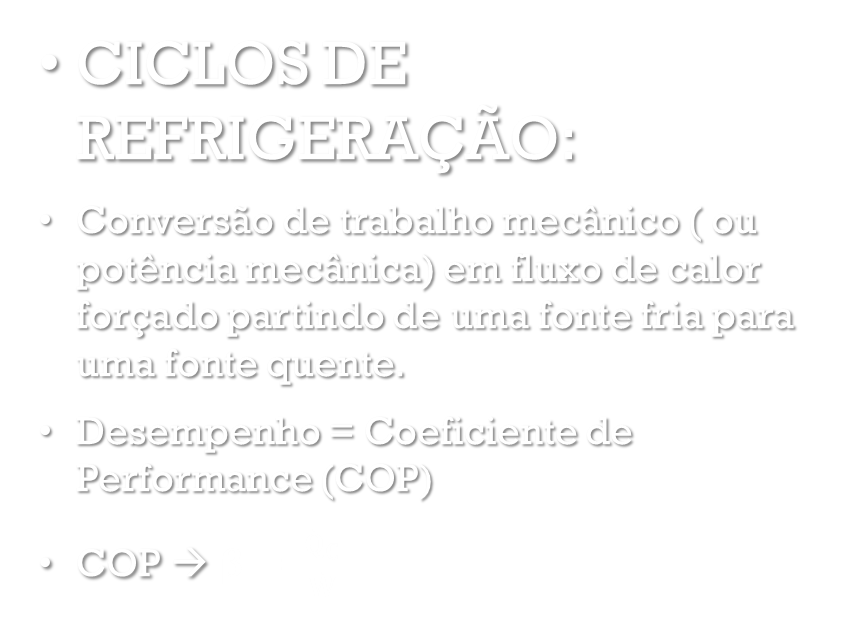 • CICLOS DE
REFRIGERAÇÃO:
• Conversão de trabalho mecânico ( ou
potência mecânica) em fluxo de calor
forçado partindo de uma fonte fria para
uma fonte quente.
• Desempenho = Coeficiente de
Performance (COP)
• COP →